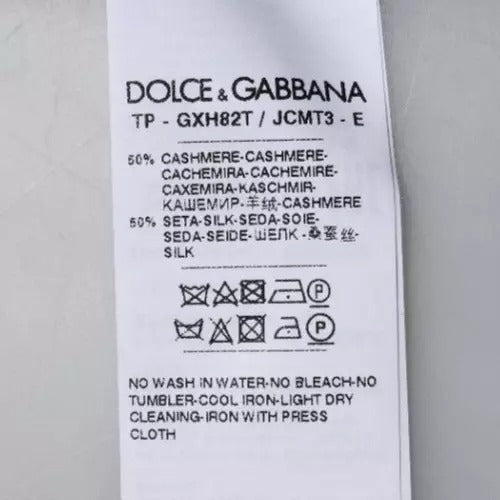 DOLCE & GABBANA
TP - GXH82T / JCMT3 - E
50% CASHMERE-CASHMERE-
CACHEMIRA-CACHEMIRE-
CAXEMIRA-KASCHMIR-
КАШЕМИР-羊绒-CASHMERE
50% SETA-SILK-SEDA-SOIE-
SEDA-SEIDE-ШЕЛК-桑蚕丝-
SILK
P
P
NO WASH IN WATER-NO BLEACH-NO
TUMBLER-COOL IRON-LIGHT DRY
CLEANING-IRON WITH PRESS
CLOTH